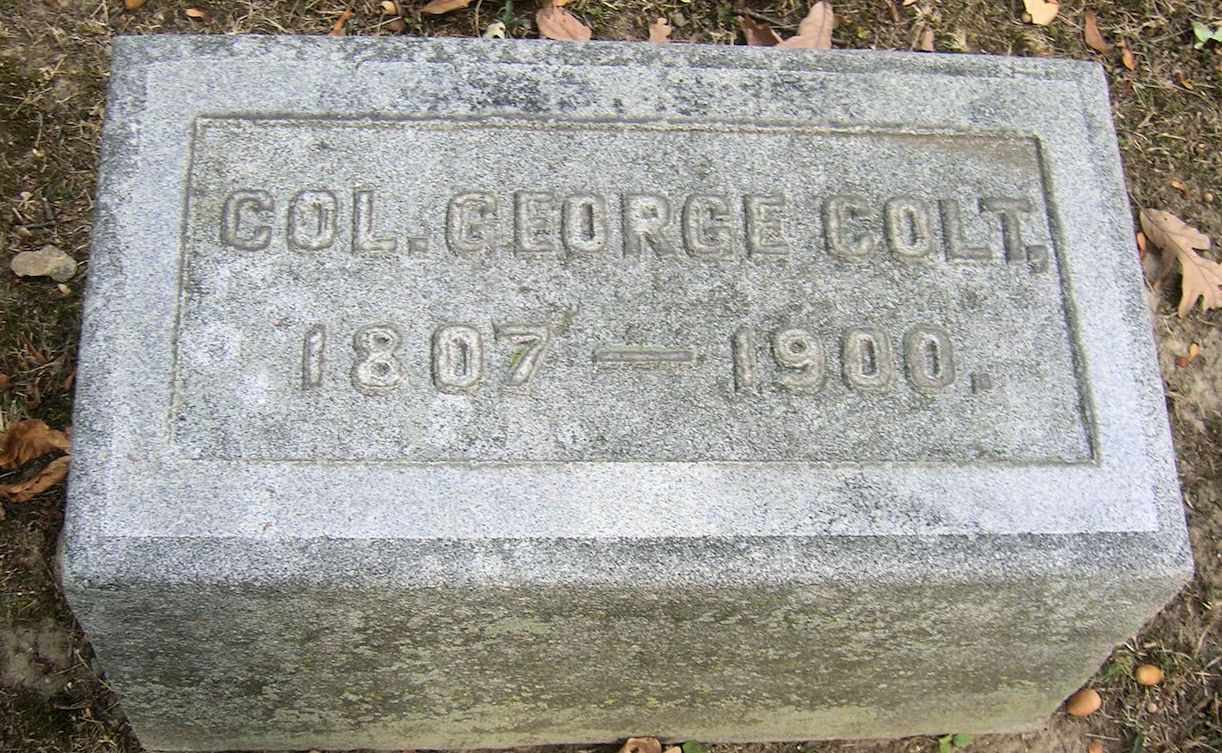 COL. GEORGE COLT,
1807 — 1900.